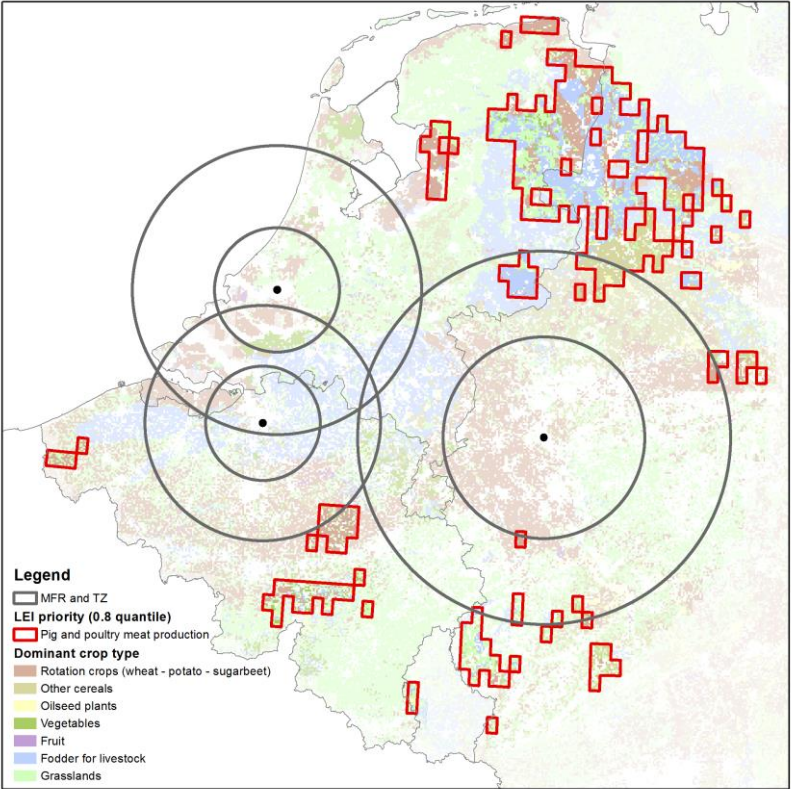 Legend
MFR and TZ
LEI priority (0.8 quantile)
Pig and poultry meat production
Dominant crop type
Rotation crops (wheat - potato - sugarbeet)
Other cereals
Oilseed plants
Vegetables
Fruit
Fodder for livestock
Grasslands